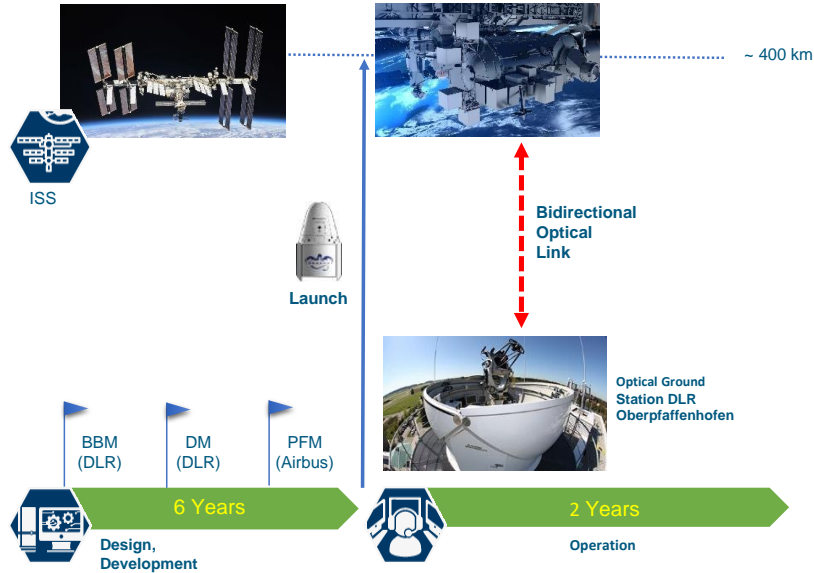 ~ 400 km
ISS
Bidirectional
Optical
Link
Launch
Optical Ground
Station DLR
Oberpfaffenhofen
BBM
(DLR)
DM
(DLR)
PFM
(Airbus)
6 Years
2 Years
Design,
Development
Operation